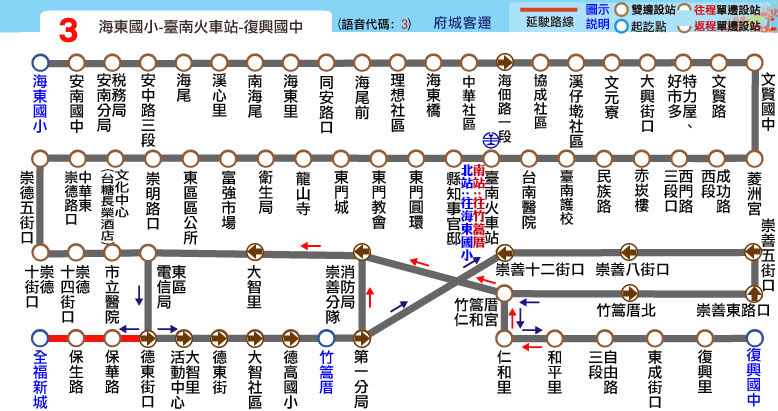 3
海東國小-臺南火車站-復興國中
(語音代碼: 3)
府城客運
延駛路線
圖示
說明
雙邊設站
往程單邊設站
起訖點
返程單邊設站
海東國小
安南國中
稅務局
安南分局
安中路三段
海尾
溪心里
南海尾
海東里
同安路口
海尾前
理想社區
海東橋
中華社區
海佃路一段
協成社區
溪仔墘社區
文元寮
大興街口
特力屋、
好市多
文賢路
文賢國中
崇德五街口
中華東
崇德路口
文化中心
(台糖長榮酒店)
崇明路口
東區區公所
富強市場
衛生局
龍山寺
東門城
東門教會
東門圓環
縣知事官邸
北站:往海東國小
南站:往竹篙厝
臺南火車站
台南醫院
臺南護校
民族路
赤崁樓
西門路
三段口
成功路
西段
菱洲宮
崇德
十街口
崇德
十四街口
市立醫院
東區
電信局
大智里
消防局
崇善分隊
崇善十二街口
崇善八街口
崇善五街口
竹篙厝
仁和宮
竹篙厝北
崇善東路口
全福新城
保生路
保華路
德東街口
大智里
活動中心
德東街
大智社區
德高國小
竹篙厝
第一分局
仁和里
和平里
自由路
三段
東成街口
復興里
復興國中